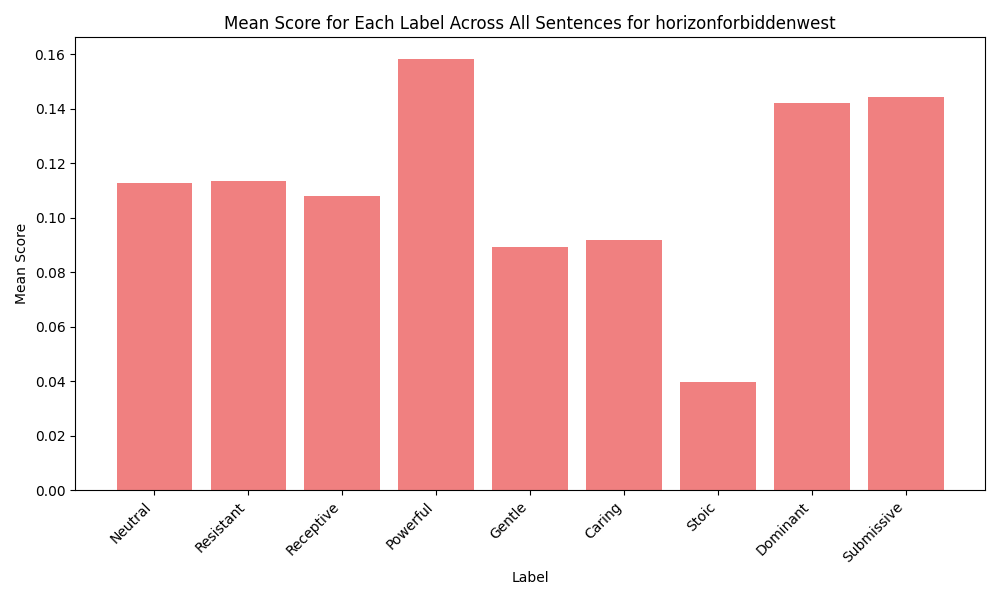 Mean Score for Each Label Across All Sentences for horizonforbiddenwest
Mean Score
0.16
0.14
0.12
0.10
0.08
0.06
0.04
0.02
0.00
Neutral
Resistant
Receptive
Powerful
Gentle
Caring
Stoic
Dominant
Submissive
Label